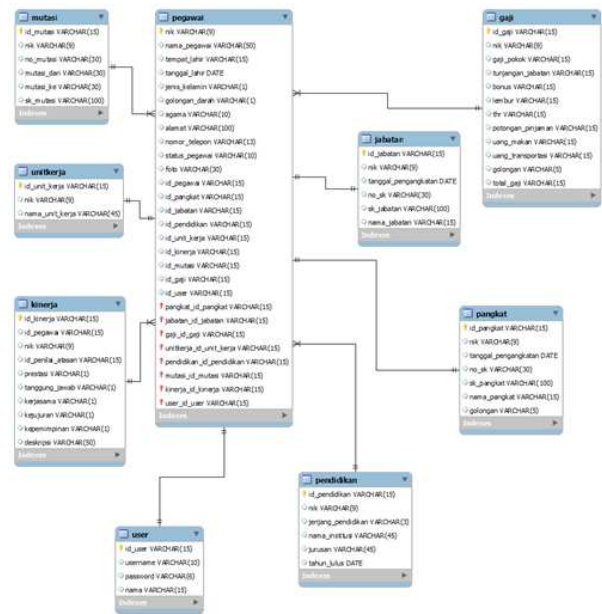 mutasi
id_mutasi VARCHAR(15)
nik VARCHAR(9)
no_mutasi VARCHAR(30)
mutasi_dari VARCHAR(30)
mutasi_ke VARCHAR(30)
sk_mutasi VARCHAR(100)
Indexes
unitkerja
id_unit_kerja VARCHAR(15)
nik VARCHAR(9)
nama_unit_kerja VARCHAR(45)
Indexes
kinerja
id_kinerja VARCHAR(15)
id_pegawai VARCHAR(15)
nik VARCHAR(9)
id_penilai_atasan VARCHAR(15)
prestasi VARCHAR(1)
tanggung_jawab VARCHAR(1)
kerjasama VARCHAR(1)
kejujuran VARCHAR(1)
kepemimpinan VARCHAR(1)
deskripsi VARCHAR(50)
Indexes
pegawai
nik VARCHAR(9)
nama_pegawai VARCHAR(50)
tempat_lahir VARCHAR(15)
tanggal_lahir DATE
jenis_kelamin VARCHAR(1)
golongan_darah VARCHAR(1)
agama VARCHAR(10)
alamat VARCHAR(100)
nomor_telepon VARCHAR(13)
status_pegawai VARCHAR(10)
foto VARCHAR(30)
id_pegawai VARCHAR(15)
id_pangkat VARCHAR(15)
id_jabatan VARCHAR(15)
id_pendidikan VARCHAR(15)
id_unit_kerja VARCHAR(15)
id_kinerja VARCHAR(15)
id_mutasi VARCHAR(15)
id_gaji VARCHAR(15)
id_user VARCHAR(15)
pangkat_id_pangkat VARCHAR(15)
jabatan_id_jabatan VARCHAR(15)
gaji_id_gaji VARCHAR(15)
unitkerja_id_unit_kerja VARCHAR(15)
pendidikan_id_pendidikan VARCHAR(15)
mutasi_id_mutasi VARCHAR(15)
kinerja_id_kinerja VARCHAR(15)
user_id_user VARCHAR(15)
Indexes
user
id_user VARCHAR(15)
username VARCHAR(10)
password VARCHAR(6)
nama VARCHAR(15)
Indexes
jabatan
id_jabatan VARCHAR(15)
nik VARCHAR(9)
tanggal_pengangkatan DATE
no_sk VARCHAR(30)
sk_jabatan VARCHAR(100)
nama_jabatan VARCHAR(15)
Indexes
gaji
id_gaji VARCHAR(15)
nik VARCHAR(9)
gaji_pokok VARCHAR(15)
tunjangan_jabatan VARCHAR(15)
bonus VARCHAR(15)
lembur VARCHAR(15)
thr VARCHAR(15)
potongan_pinjaman VARCHAR(15)
uang_makan VARCHAR(15)
uang_transportasi VARCHAR(15)
golongan VARCHAR(5)
total_gaji VARCHAR(15)
Indexes
pangkat
id_pangkat VARCHAR(15)
nik VARCHAR(9)
tanggal_pengangkatan DATE
no_sk VARCHAR(30)
sk_pangkat VARCHAR(100)
nama_pangkat VARCHAR(15)
golongan VARCHAR(5)
Indexes
pendidikan
id_pendidikan VARCHAR(15)
nik VARCHAR(9)
jenjang_pendidikan VARCHAR(3)
nama_institusi VARCHAR(45)
jurusan VARCHAR(45)
tahun_lulus DATE
Indexes